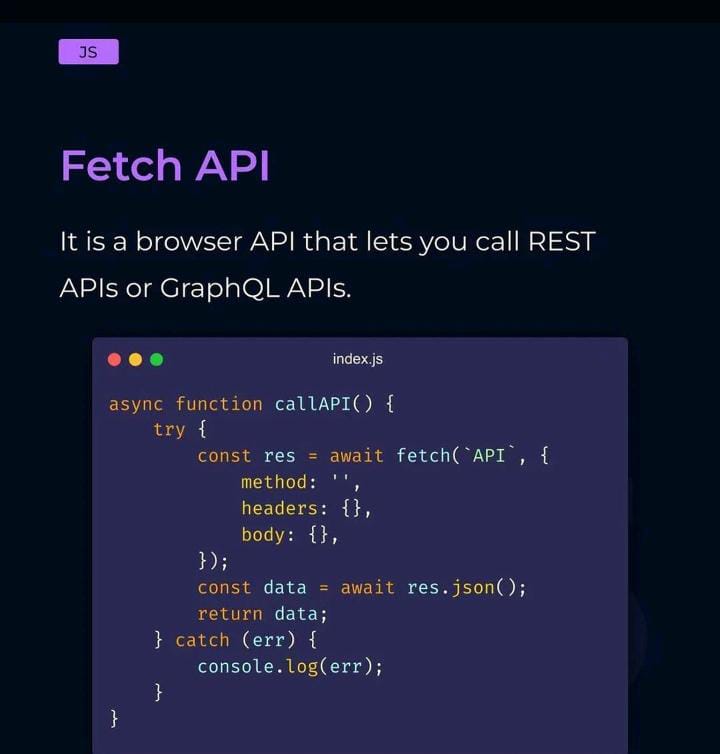 JS
Fetch API
It is a browser API that lets you call REST
APIs or GraphQL APIs.
index.js
async function callAPI() {
    try {
        const res = await fetch(`API`, {
            method: '',
            headers: {},
            body: {},
        });
        const data = await res.json();
        return data;
    } catch (err) {
        console.log(err);
    }
}